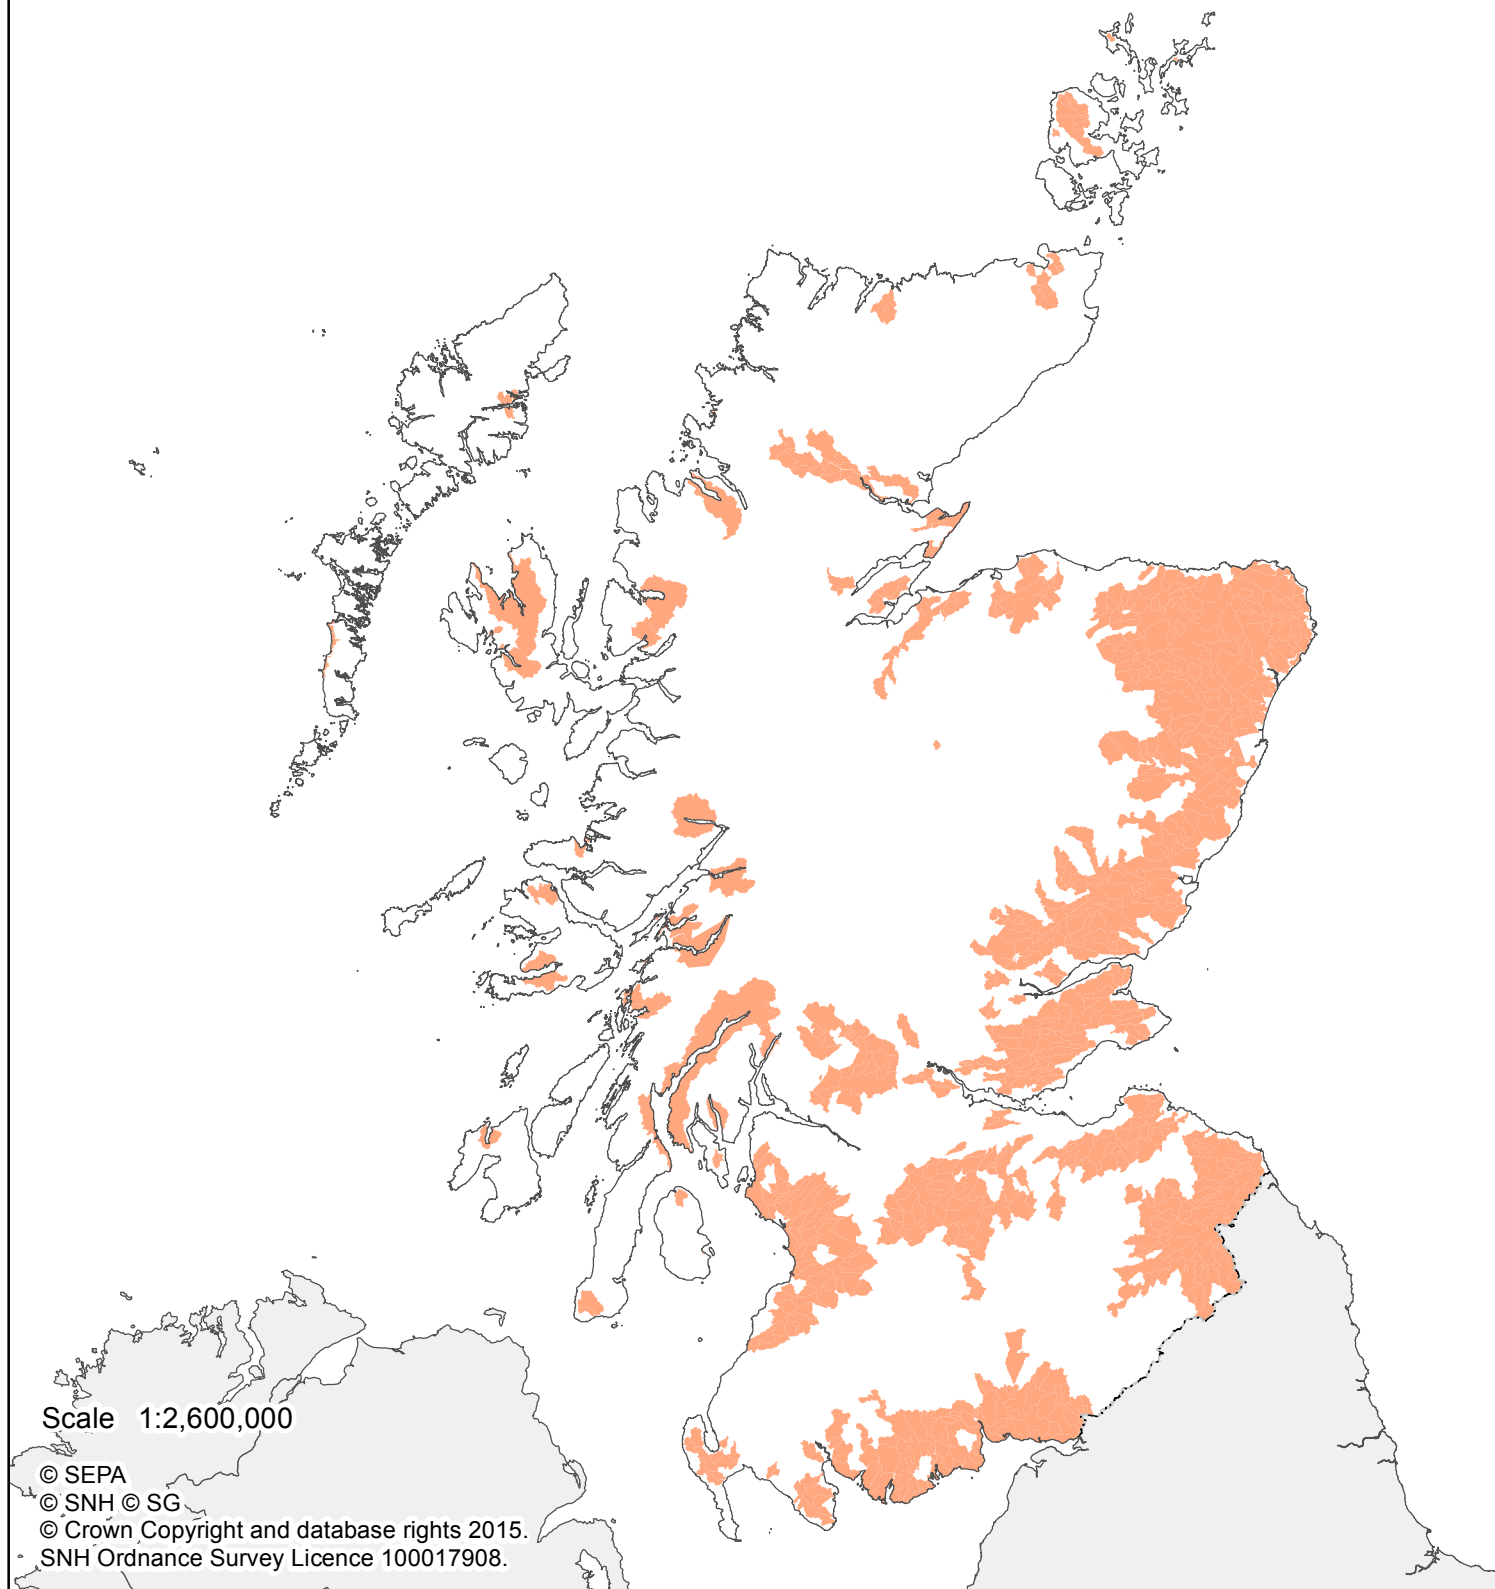 Scale 1:2,600,000
© SEPA
© SNH © SG
© Crown Copyright and database rights 2015.
SNH Ordnance Survey Licence 100017908.